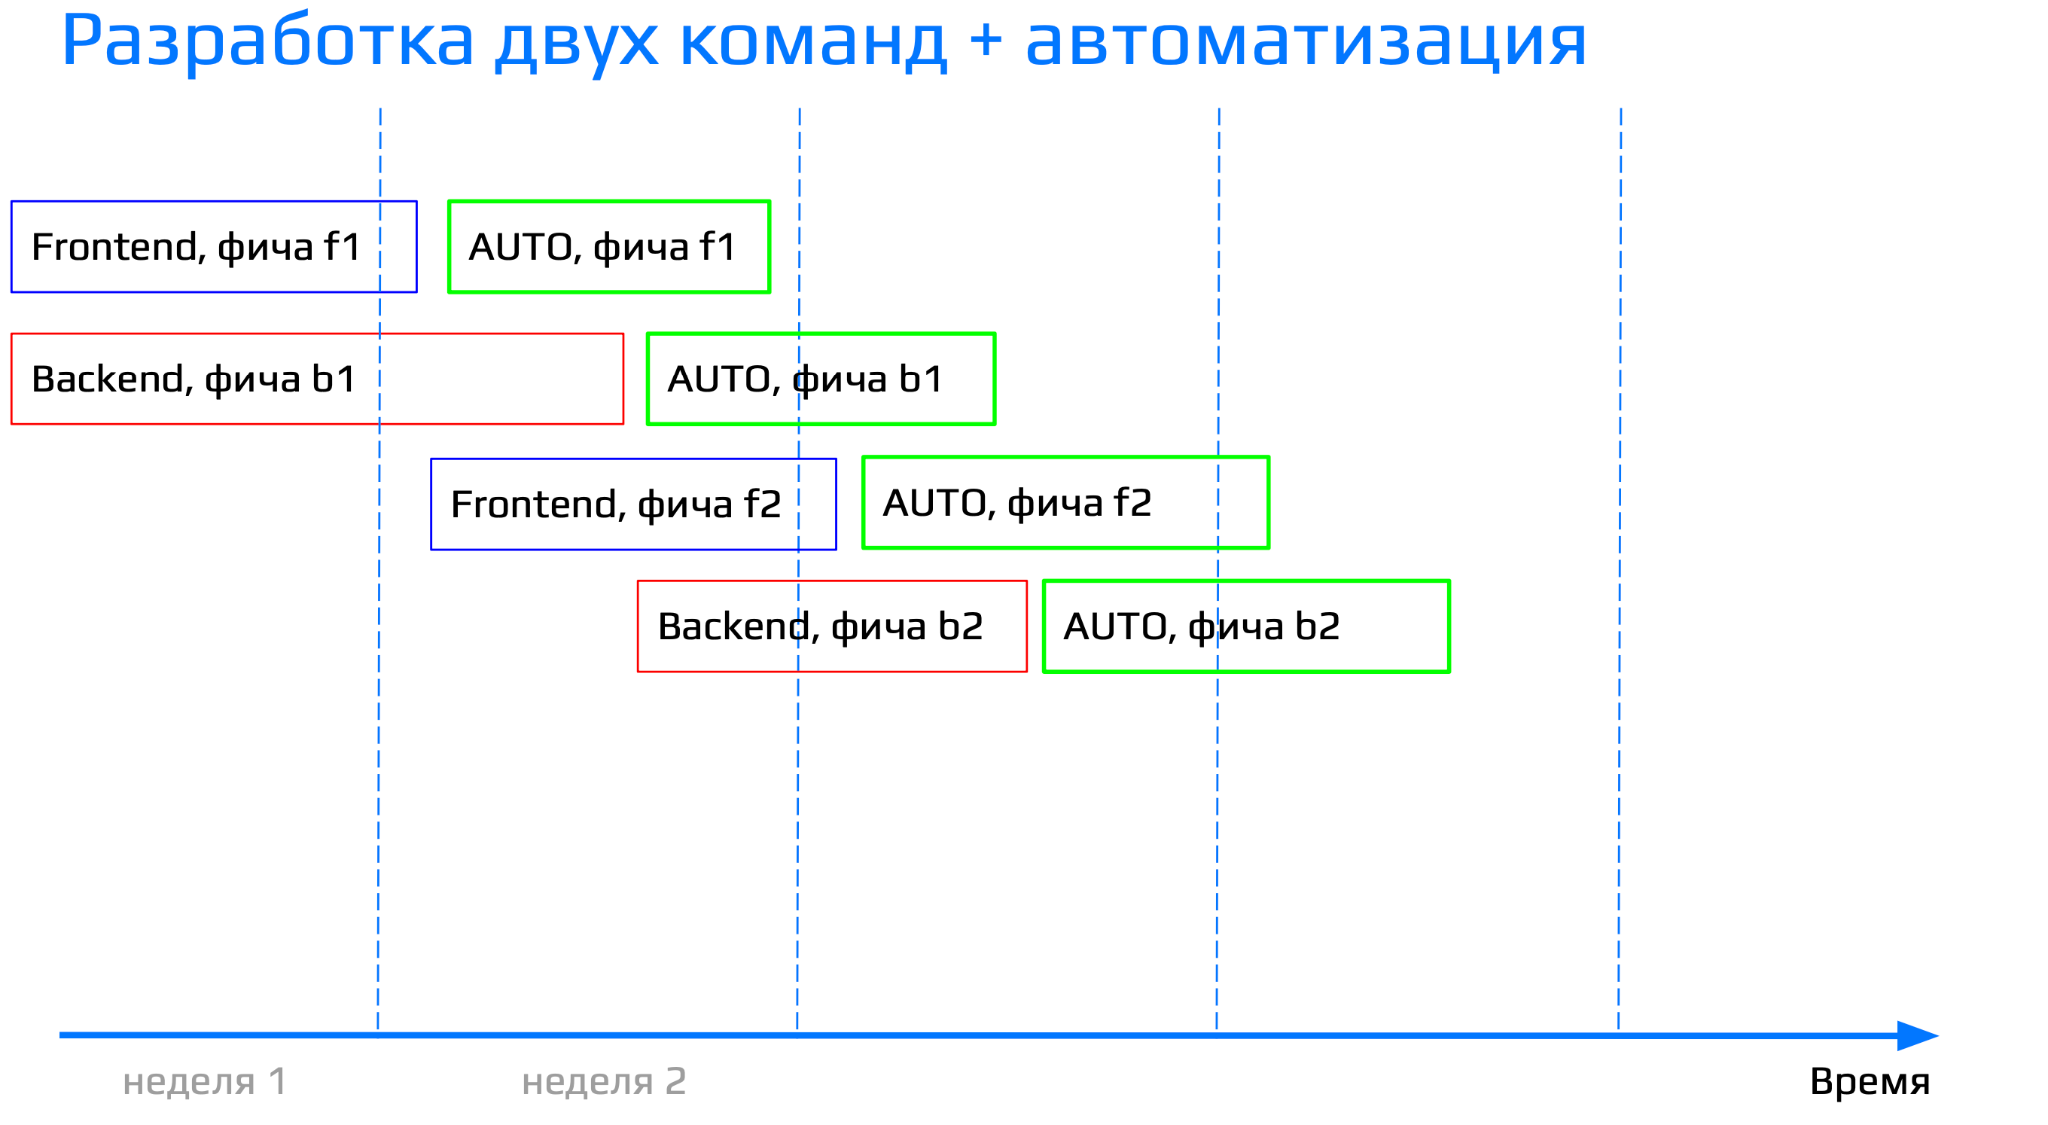 Разработка двух команд + автоматизация
Frontend, фича f1
AUTO, фича f1
Backend, фича b1
AUTO, фича b1
Frontend, фича f2
AUTO, фича f2
Backend, фича b2
AUTO, фича b2
неделя 1
неделя 2
Время